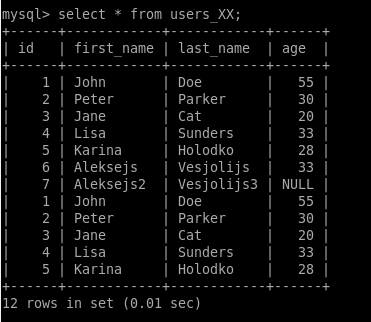 mysql> select * from users_XX;
+------+------------+------------+------+
| id   | first_name | last_name  | age  |
+------+------------+------------+------+
|    1 | John       | Doe        |   55 |
|    2 | Peter      | Parker     |   30 |
|    3 | Jane       | Cat        |   20 |
|    4 | Lisa       | Sunders    |   33 |
|    5 | Karina     | Holodko    |   28 |
|    6 | Aleksejs   | Vesjolijs  |   33 |
|    7 | Aleksejs2  | Vesjolijs3 | NULL |
|    1 | John       | Doe        |   55 |
|    2 | Peter      | Parker     |   30 |
|    3 | Jane       | Cat        |   20 |
|    4 | Lisa       | Sunders    |   33 |
|    5 | Karina     | Holodko    |   28 |
+------+------------+------------+------+
12 rows in set (0.01 sec)